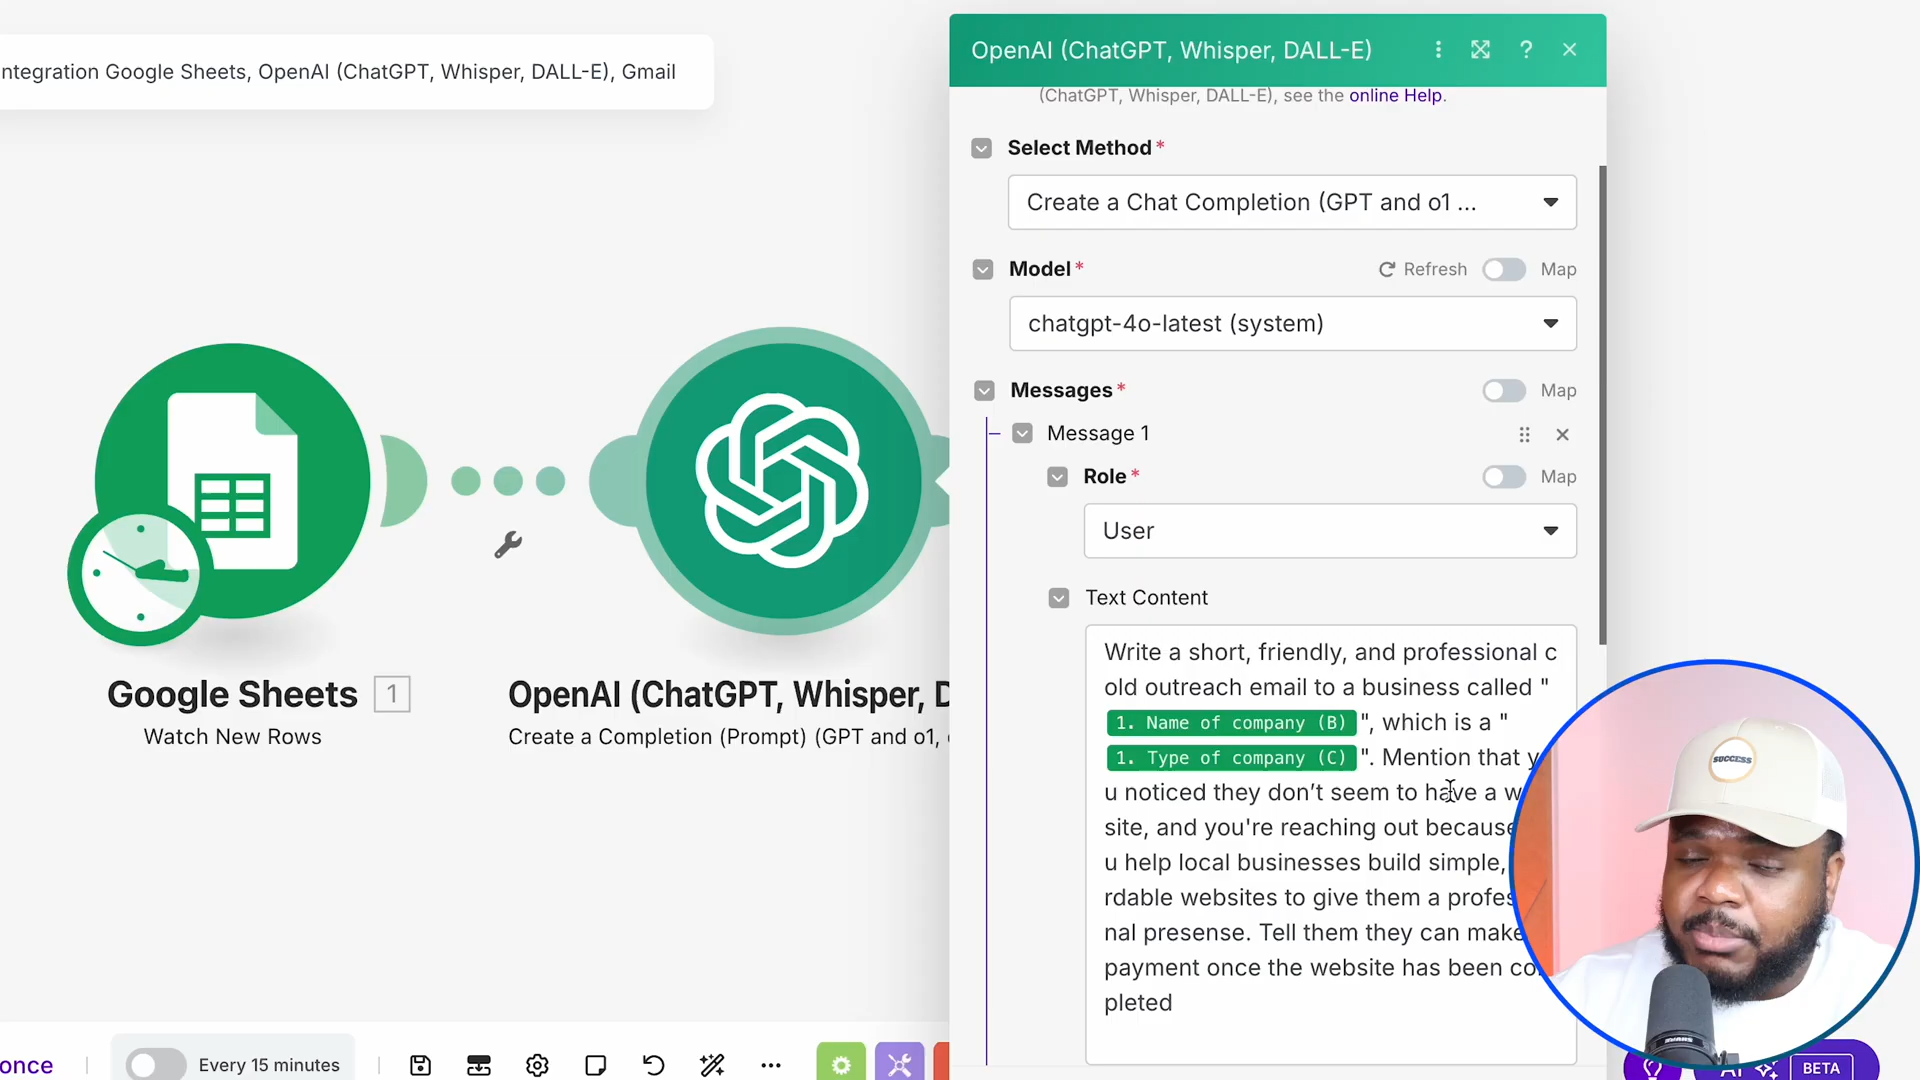 ntegration Google Sheets, OpenAI (ChatGPT, Whisper, DALL-E), Gmail
OpenAI (ChatGPT, Whisper, DALL-E)
(ChatGPT, Whisper, DALL-E), see the online Help.
Select Method *
Create a Chat Completion (GPT and o1 ...
Model * Refresh Map
chatgpt-4o-latest (system)
Messages * Map
Message 1
Role * Map
User
Text Content
Write a short, friendly, and professional c
old outreach email to a business called "
1. Name of company (B) ", which is a "
1. Type of company (C) ". Mention that y
u noticed they don’t seem to have a w
site, and you're reaching out because
u help local businesses build simple,
rdable websites to give them a profes
nal presense. Tell them they can make
payment once the website has been co
pleted
Google Sheets 1
Watch New Rows
OpenAI (ChatGPT, Whisper, D
Create a Completion (Prompt) (GPT and o1,
SUCCESS
once
Every 15 minutes
AI BETA